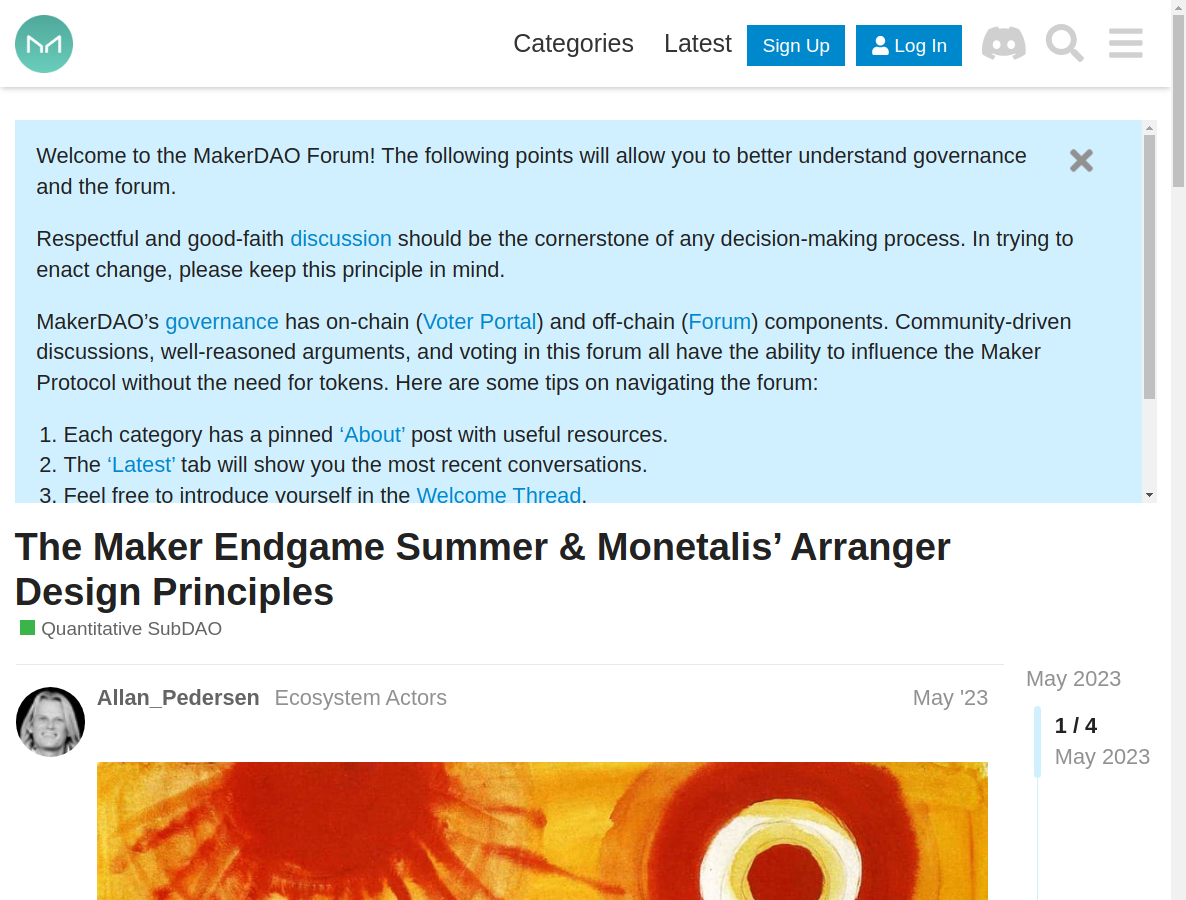 Categories Latest Sign Up Log In
Welcome to the MakerDAO Forum! The following points will allow you to better understand governance
and the forum.
Respectful and good-faith discussion should be the cornerstone of any decision-making process. In trying to
enact change, please keep this principle in mind.
MakerDAO’s governance has on-chain (Voter Portal) and off-chain (Forum) components. Community-driven
discussions, well-reasoned arguments, and voting in this forum all have the ability to influence the Maker
Protocol without the need for tokens. Here are some tips on navigating the forum:
1. Each category has a pinned ‘About’ post with useful resources.
2. The ‘Latest’ tab will show you the most recent conversations.
3. Feel free to introduce yourself in the Welcome Thread.
The Maker Endgame Summer & Monetalis’ Arranger
Design Principles
Quantitative SubDAO
Allan_Pedersen Ecosystem Actors May '23
May 2023
1 / 4
May 2023